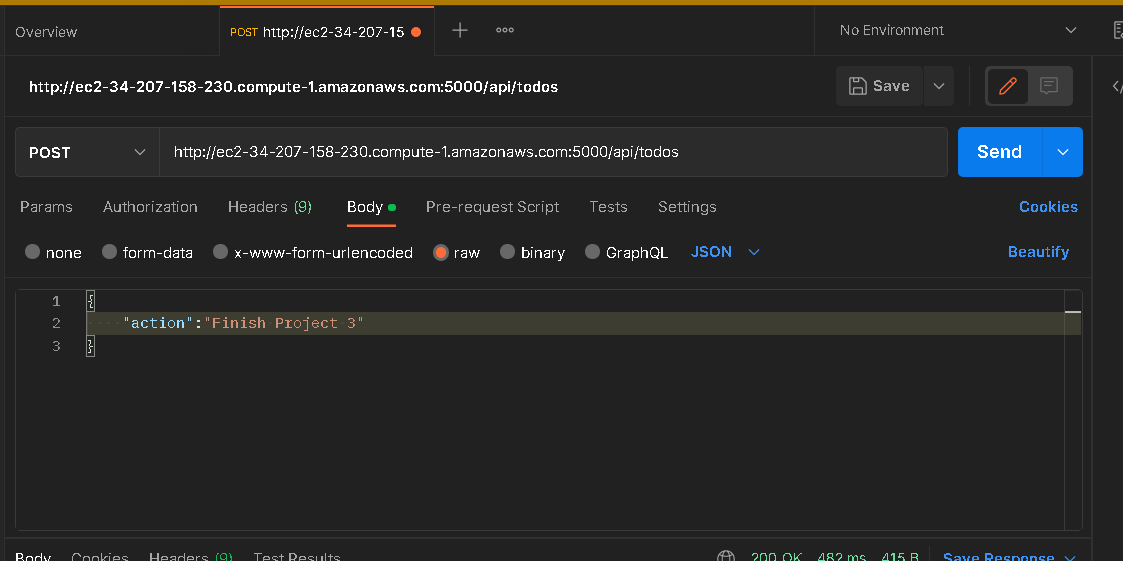 Overview
POST http://ec2-34-207-15
No Environment
http://ec2-34-207-158-230.compute-1.amazonaws.com:5000/api/todos
Save
POST
http://ec2-34-207-158-230.compute-1.amazonaws.com:5000/api/todos
Send
Params Authorization Headers (9) Body Pre-request Script Tests Settings Cookies
none form-data x-www-form-urlencoded raw binary GraphQL JSON Beautify
1 {
2 "action":"Finish Project 3"
3 }
Body Cookies Headers (9) Test Results 200 OK 482 ms 415 B Save Response